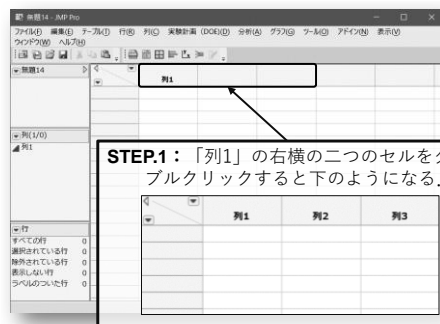 無題14 - JMP Pro
ファイル(F) 編集(E) テーブル(T) 行(R) 列(C) 実験計画 (DOE)(D) 分析(A) グラフ(G) ツール(O) アドイン(N) 表示(V)
ウィンドウ(W) ヘルプ(H)
無題14
列1
列(1/0)
列1
STEP.1：「列1」の右横の二つのセルをダ
ブルクリックすると下のようになる.
列1 列2 列3
行
すべての行 0
選択されている行 0
除外されている行 0
表示しない行 0
ラベルのついた行 0